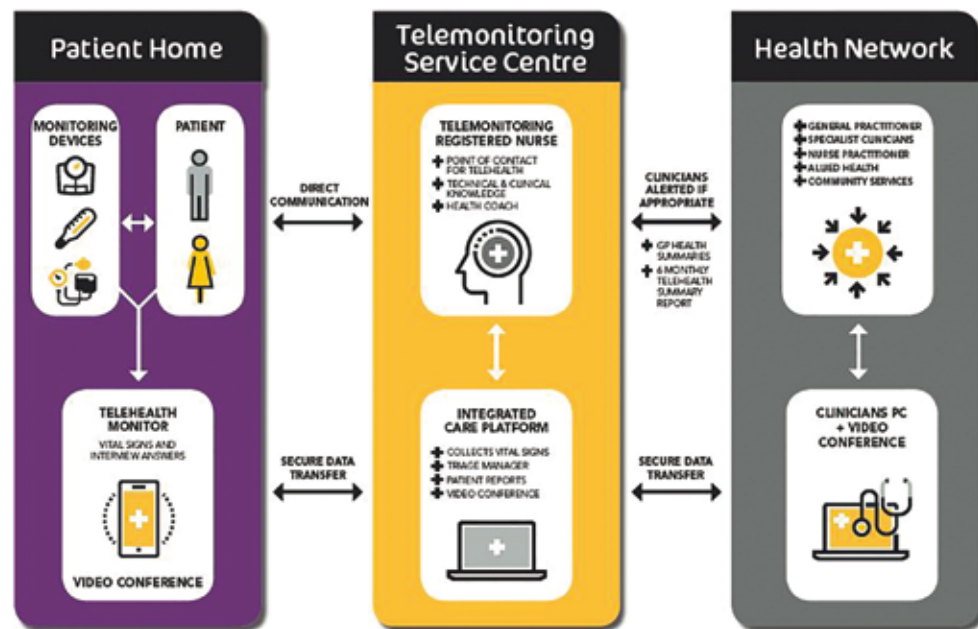 Patient Home
MONITORING
DEVICES
PATIENT
TELEHEALTH
MONITOR
VITAL SIGNS AND
INTERVIEW ANSWERS
VIDEO CONFERENCE
DIRECT
COMMUNICATION
SECURE DATA
TRANSFER
Telemonitoring
Service Centre
TELEMONITORING
REGISTERED NURSE
POINT OF CONTACT
FOR TELEHEALTH
TECHNICAL & CLINICAL
KNOWLEDGE
HEALTH COACH
INTEGRATED
CARE PLATFORM
COLLECTS VITAL SIGNS
TRIAGE MANAGER
PATIENT REPORTS
VIDEO CONFERENCE
CLINICIANS
ALERTED IF
APPROPRIATE
GP HEALTH
SUMMARIES
6 MONTHLY
TELEHEALTH
SUMMARY
REPORT
SECURE DATA
TRANSFER
Health Network
GENERAL PRACTITIONER
SPECIALIST CLINICIANS
NURSE PRACTITIONER
ALLIED HEALTH
COMMUNITY SERVICES
CLINICIANS PC
+ VIDEO
CONFERENCE